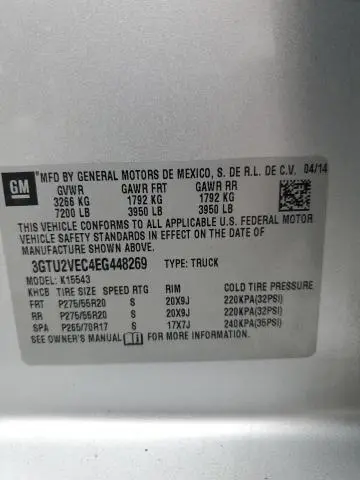 GM
MFD BY GENERAL MOTORS DE MEXICO, S. DE R.L. DE C.V. 04/14
GVWR GAWR FRT GAWR RR
3266 KG 1792 KG 1792 KG
7200 LB 3950 LB 3950 LB
THIS VEHICLE CONFORMS TO ALL APPLICABLE U.S. FEDERAL MOTOR
VEHICLE SAFETY STANDARDS IN EFFECT ON THE DATE OF
MANUFACTURE SHOWN ABOVE.
3GTU2VEC4EG448269 TYPE: TRUCK
MODEL: K15543
KHCB TIRE SIZE SPEED RTG RIM COLD TIRE PRESSURE
FRT P275/55R20 S 20X9J 220KPA(32PSI)
RR P275/55R20 S 20X9J 220KPA(32PSI)
SPA P265/70R17 S 17X7J 240KPA(35PSI)
SEE OWNER'S MANUAL FOR MORE INFORMATION.